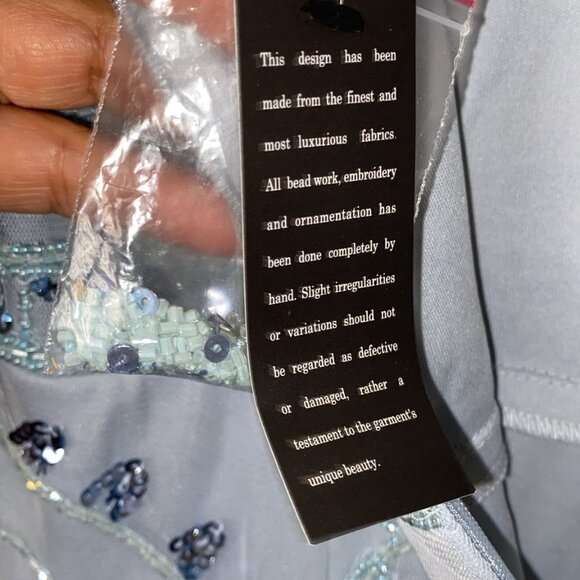 This design has been
made from the finest and
most luxurious fabrics.
All bead work, embroidery
and ornamentation has
been done completely by
hand. Slight irregularities
or variations should not
be regarded as defective
or damaged, rather a
testament to the garment's
unique beauty.